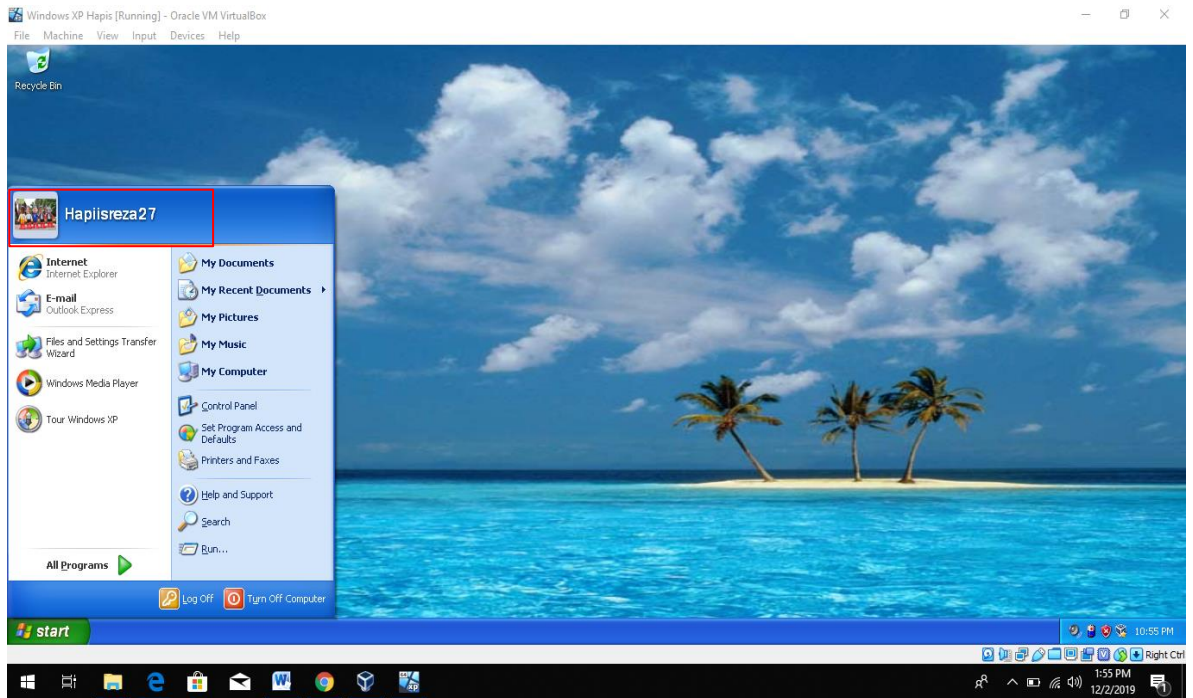 Windows XP Hapis [Running] - Oracle VM VirtualBox
File Machine View Input Devices Help
Recycle Bin
Hapiisreza27
Internet
Internet Explorer
E-mail
Outlook Express
Files and Settings Transfer
Wizard
Windows Media Player
Tour Windows XP
All Programs
My Documents
My Recent Documents
My Pictures
My Music
My Computer
Control Panel
Set Program Access and
Defaults
Printers and Faxes
Help and Support
Search
Run...
Log Off
Turn Off Computer
start
10:55 PM
Right Ctrl
1:55 PM
12/2/2019